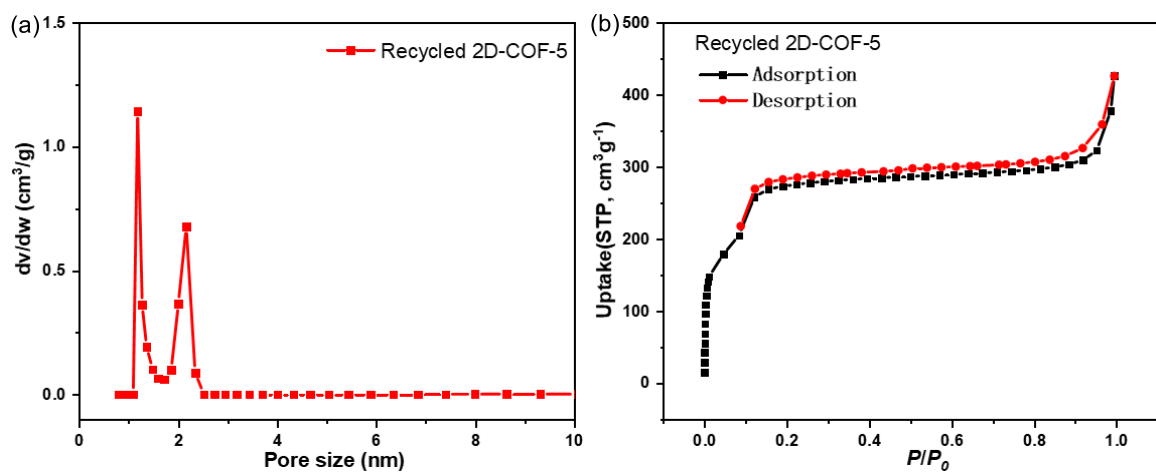 (a)
Recycled 2D-COF-5
dv/dw (cm³/g)
1.5
1.0
0.5
0.0
0 2 4 6 8 10
Pore size (nm)
(b)
Recycled 2D-COF-5
Adsorption
Desorption
Uptake(STP, cm³g⁻¹)
500
400
300
200
100
0
0.0 0.2 0.4 0.6 0.8 1.0
P/P₀